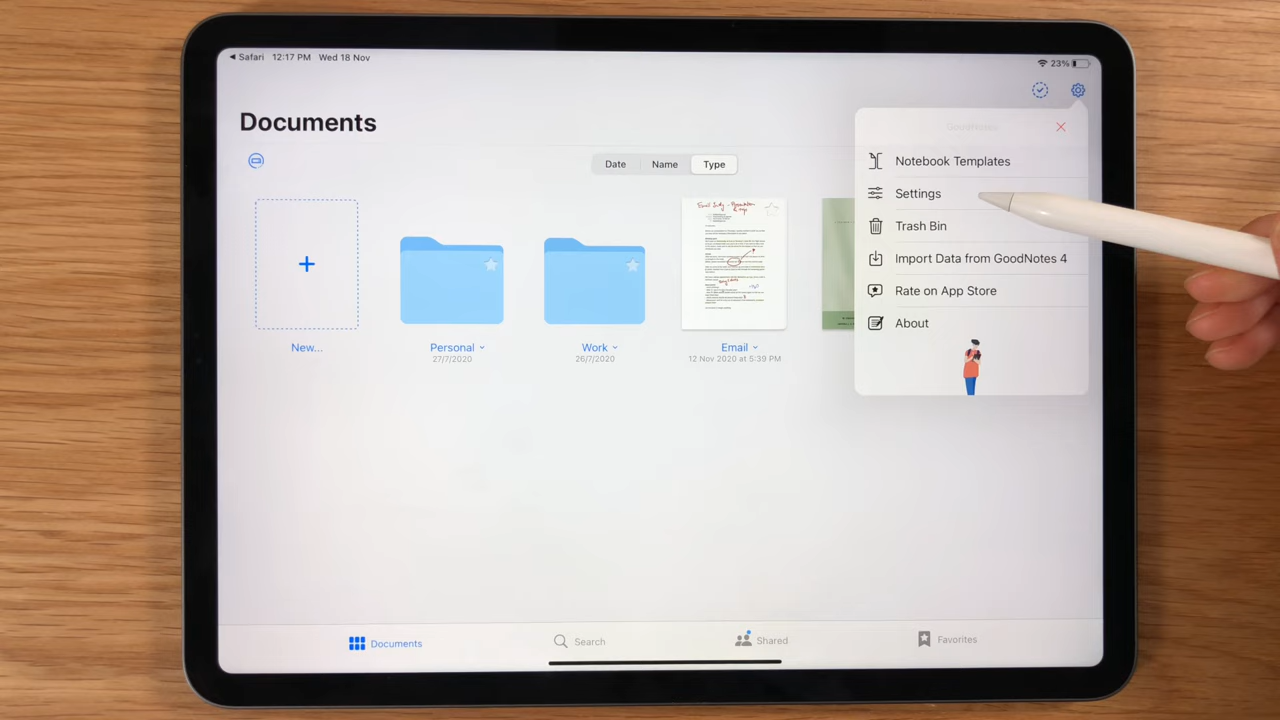 Safari 12:17 PM Wed 18 Nov
23%
Documents
GoodNotes
Date
Name
Type
Notebook Templates
Settings
Trash Bin
Import Data from GoodNotes 4
Rate on App Store
About
New...
Personal
27/7/2020
Work
26/7/2020
Email
12 Nov 2020 at 5:39 PM
Documents
Search
Shared
Favorites